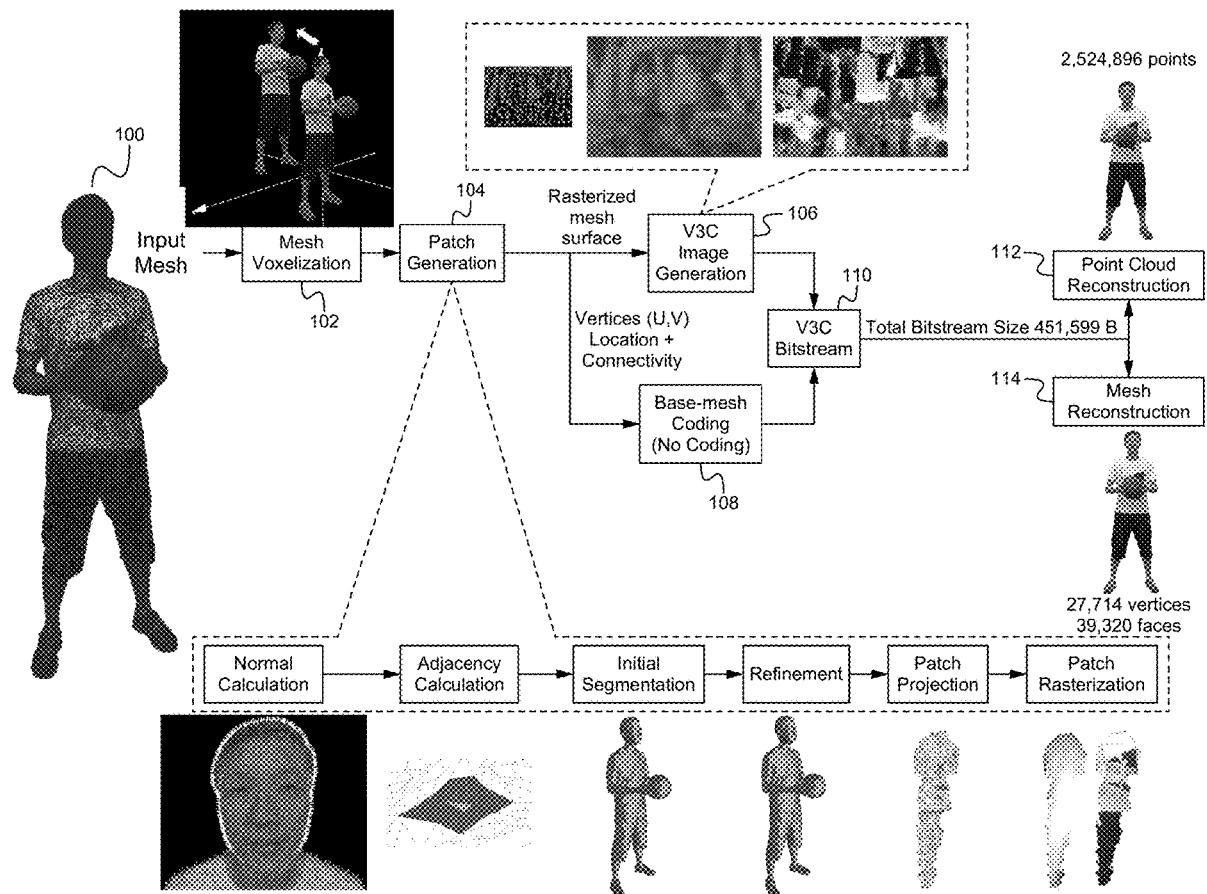 2,524,896 points
100
104
Rasterized
mesh
surface
106
Input
Mesh
Mesh
Voxelization
Patch
Generation
V3C
Image
Generation
112
Point Cloud
Reconstruction
102
110
Vertices (U,V)
Location +
Connectivity
V3C
Bitstream
Total Bitstream Size 451,599 B
114
Mesh
Reconstruction
Base-mesh
Coding
(No Coding)
108
27,714 vertices
39,320 faces
Normal
Calculation
Adjacency
Calculation
Initial
Segmentation
Refinement
Patch
Projection
Patch
Rasterization